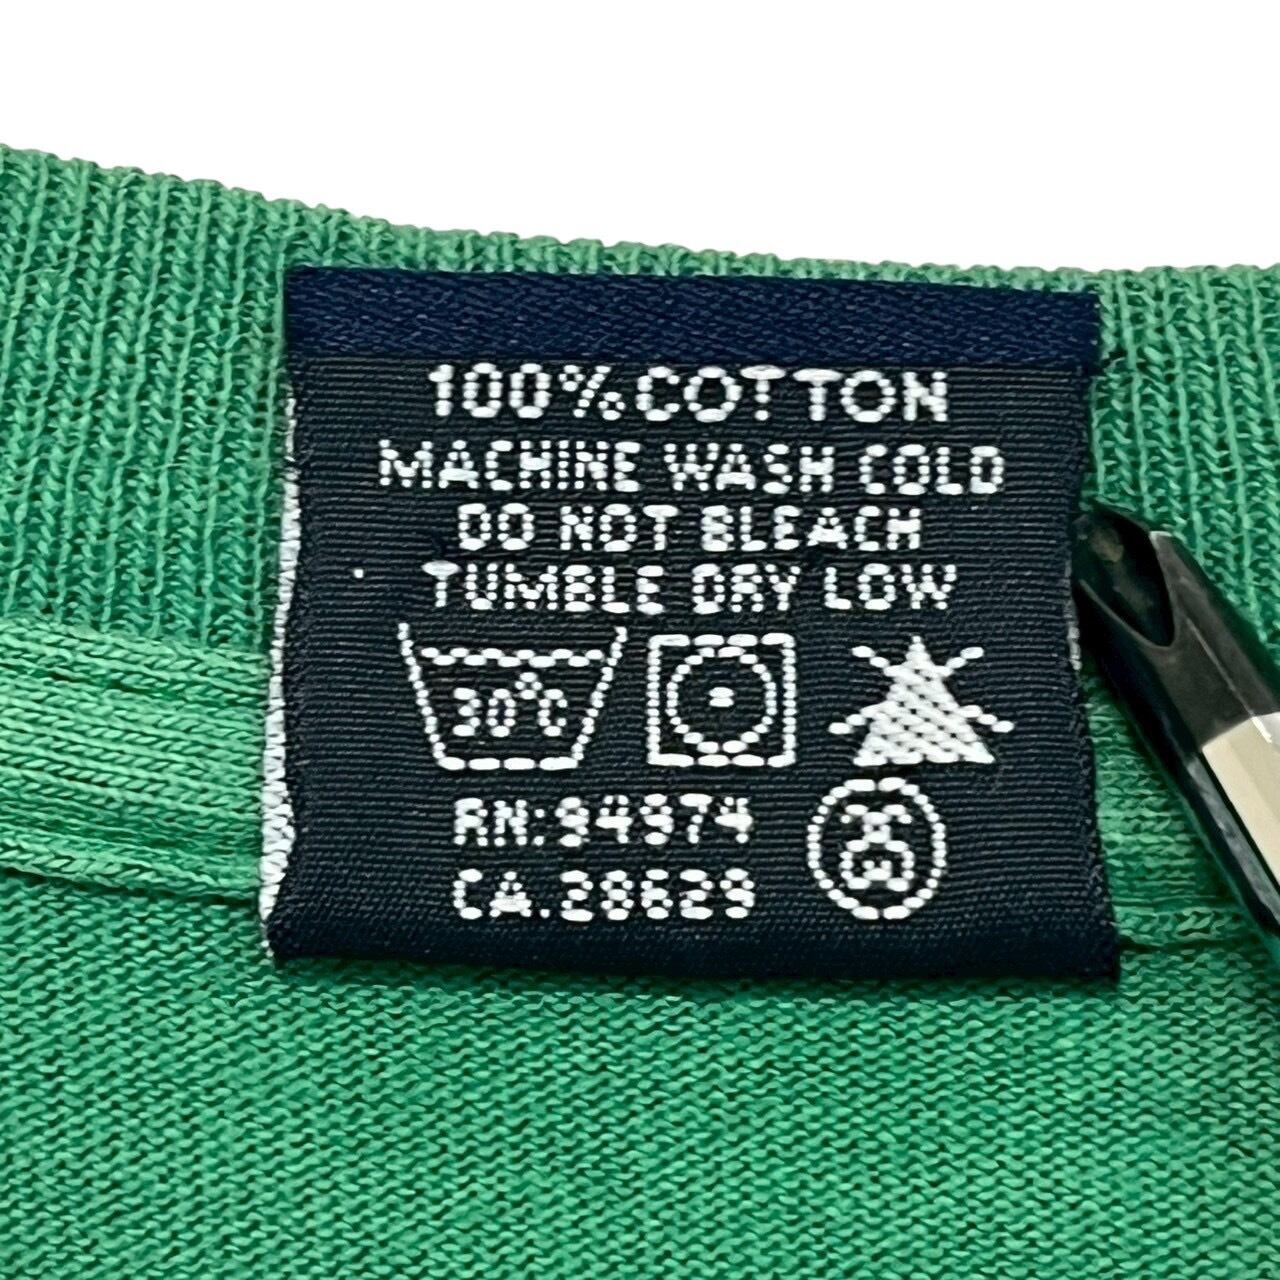 100% COTTON
MACHINE WASH COLD
DO NOT BLEACH
TUMBLE DRY LOW
30°C
RN:94974
CA.28629